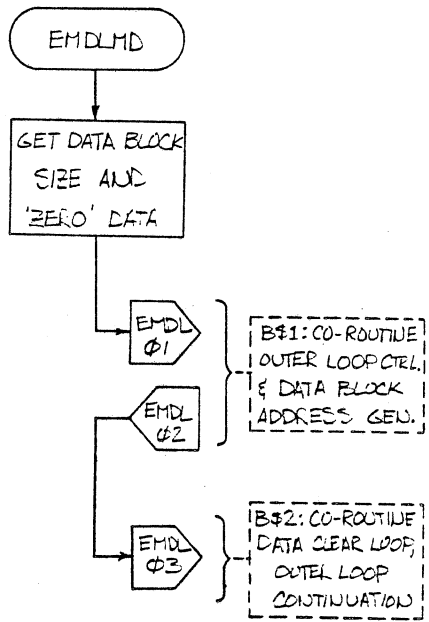 EMDLMD
GET DATA BLOCK
SIZE AND
'ZERO' DATA
EMDL
Ø1
B$1: CO-ROUTINE
OUTER LOOP CTRL.
& DATA BLOCK
ADDRESS GEN.
EMDL
Ø2
EMDL
Ø3
B$2: CO-ROUTINE
DATA CLEAR LOOP,
OUTER LOOP
CONTINUATION